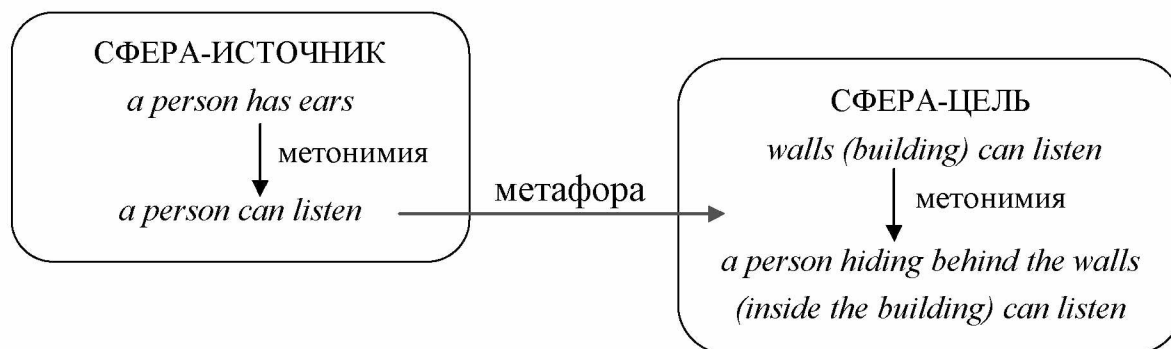 СФЕРА-ИСТОЧНИК
a person has ears
метонимия
a person can listen
метафора
СФЕРА-ЦЕЛЬ
walls (building) can listen
метонимия
a person hiding behind the walls
(inside the building) can listen